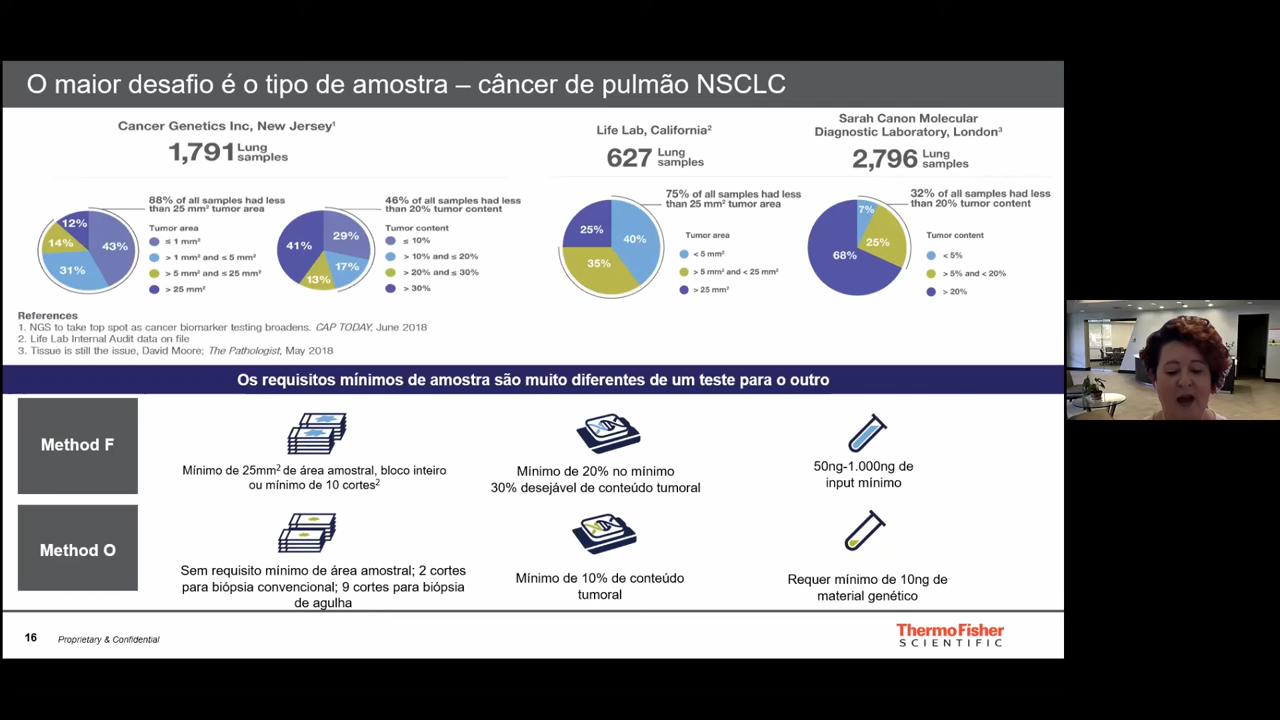 O maior desafio é o tipo de amostra – câncer de pulmão NSCLC
Cancer Genetics Inc, New Jersey¹
1,791 Lung samples
88% of all samples had less
than 25 mm² tumor area
12%
14%
43%
31%
Tumor area
≤ 1 mm²
> 1 mm² and ≤ 5 mm²
> 5 mm² and ≤ 25 mm²
> 25 mm²
46% of all samples had less
than 20% tumor content
41%
29%
17%
13%
Tumor content
≤ 10%
> 10% and ≤ 20%
> 20% and ≤ 30%
> 30%
Life Lab, California²
627 Lung samples
75% of all samples had less
than 25 mm² tumor area
25%
40%
35%
Tumor area
< 5 mm²
> 5 mm² and < 25 mm²
> 25 mm²
Sarah Canon Molecular
Diagnostic Laboratory, London³
2,796 Lung samples
32% of all samples had less
than 20% tumor content
7%
25%
68%
Tumor content
< 5%
> 5% and < 20%
> 20%
References
1. NGS to take top spot as cancer biomarker testing broadens. CAP TODAY, June 2018
2. Life Lab Internal Audit data on file
3. Tissue is still the issue, David Moore; The Pathologist, May 2018
Os requisitos mínimos de amostra são muito diferentes de um teste para o outro
Method F
Mínimo de 25mm² de área amostral, bloco inteiro
ou mínimo de 10 cortes²
Mínimo de 20% no mínimo
30% desejável de conteúdo tumoral
50ng-1.000ng de
input mínimo
Method O
Sem requisito mínimo de área amostral; 2 cortes
para biópsia convencional; 9 cortes para biópsia
de agulha
Mínimo de 10% de conteúdo
tumoral
Requer mínimo de 10ng de
material genético
16
Proprietary & Confidential
ThermoFisher
SCIENTIFIC